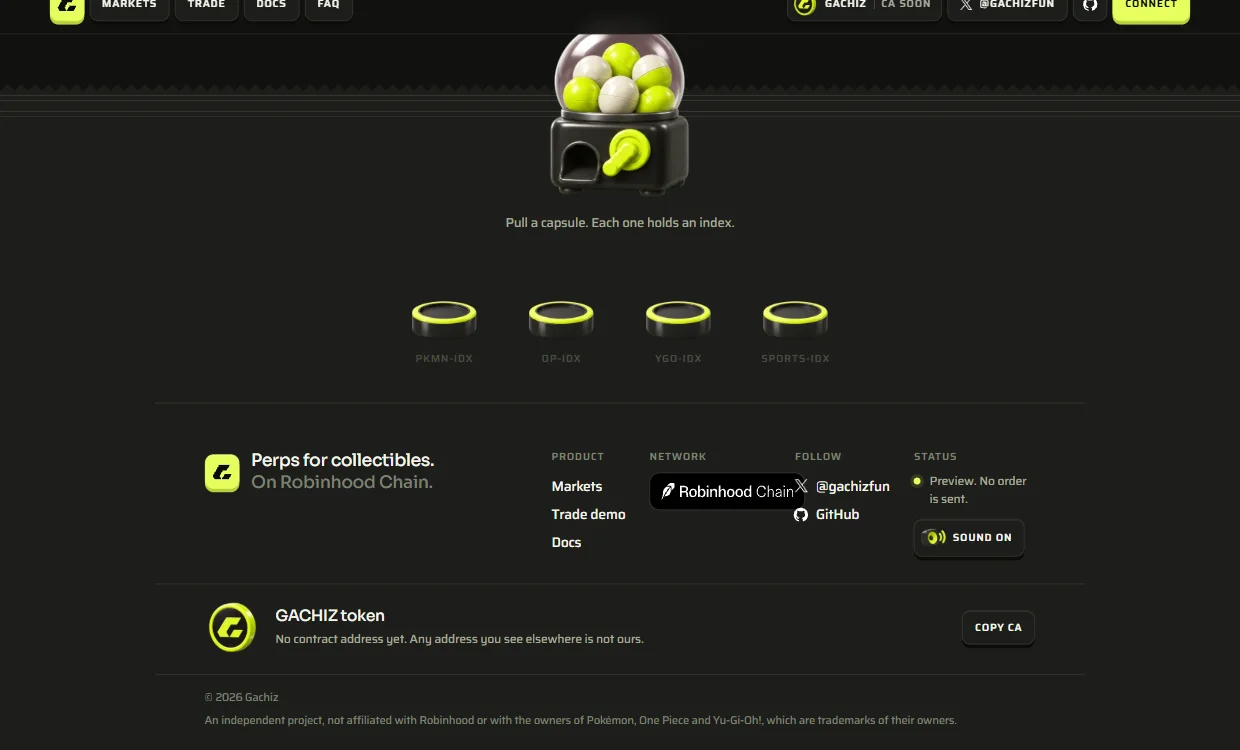 MARKETS
TRADE
DOCS
FAQ
GACHIZ | CA SOON
@GACHIZFUN
CONNECT
Pull a capsule. Each one holds an index.
PKMN-IDX
OP-IDX
YGO-IDX
SPORTS-IDX
Perps for collectibles.
On Robinhood Chain.
PRODUCT
Markets
Trade demo
Docs
NETWORK
Robinhood Chain
FOLLOW
@gachizfun
GitHub
STATUS
Preview. No order
is sent.
SOUND ON
GACHIZ token
No contract address yet. Any address you see elsewhere is not ours.
COPY CA
© 2026 Gachiz
An independent project, not affiliated with Robinhood or with the owners of Pokémon, One Piece and Yu-Gi-Oh!, which are trademarks of their owners.